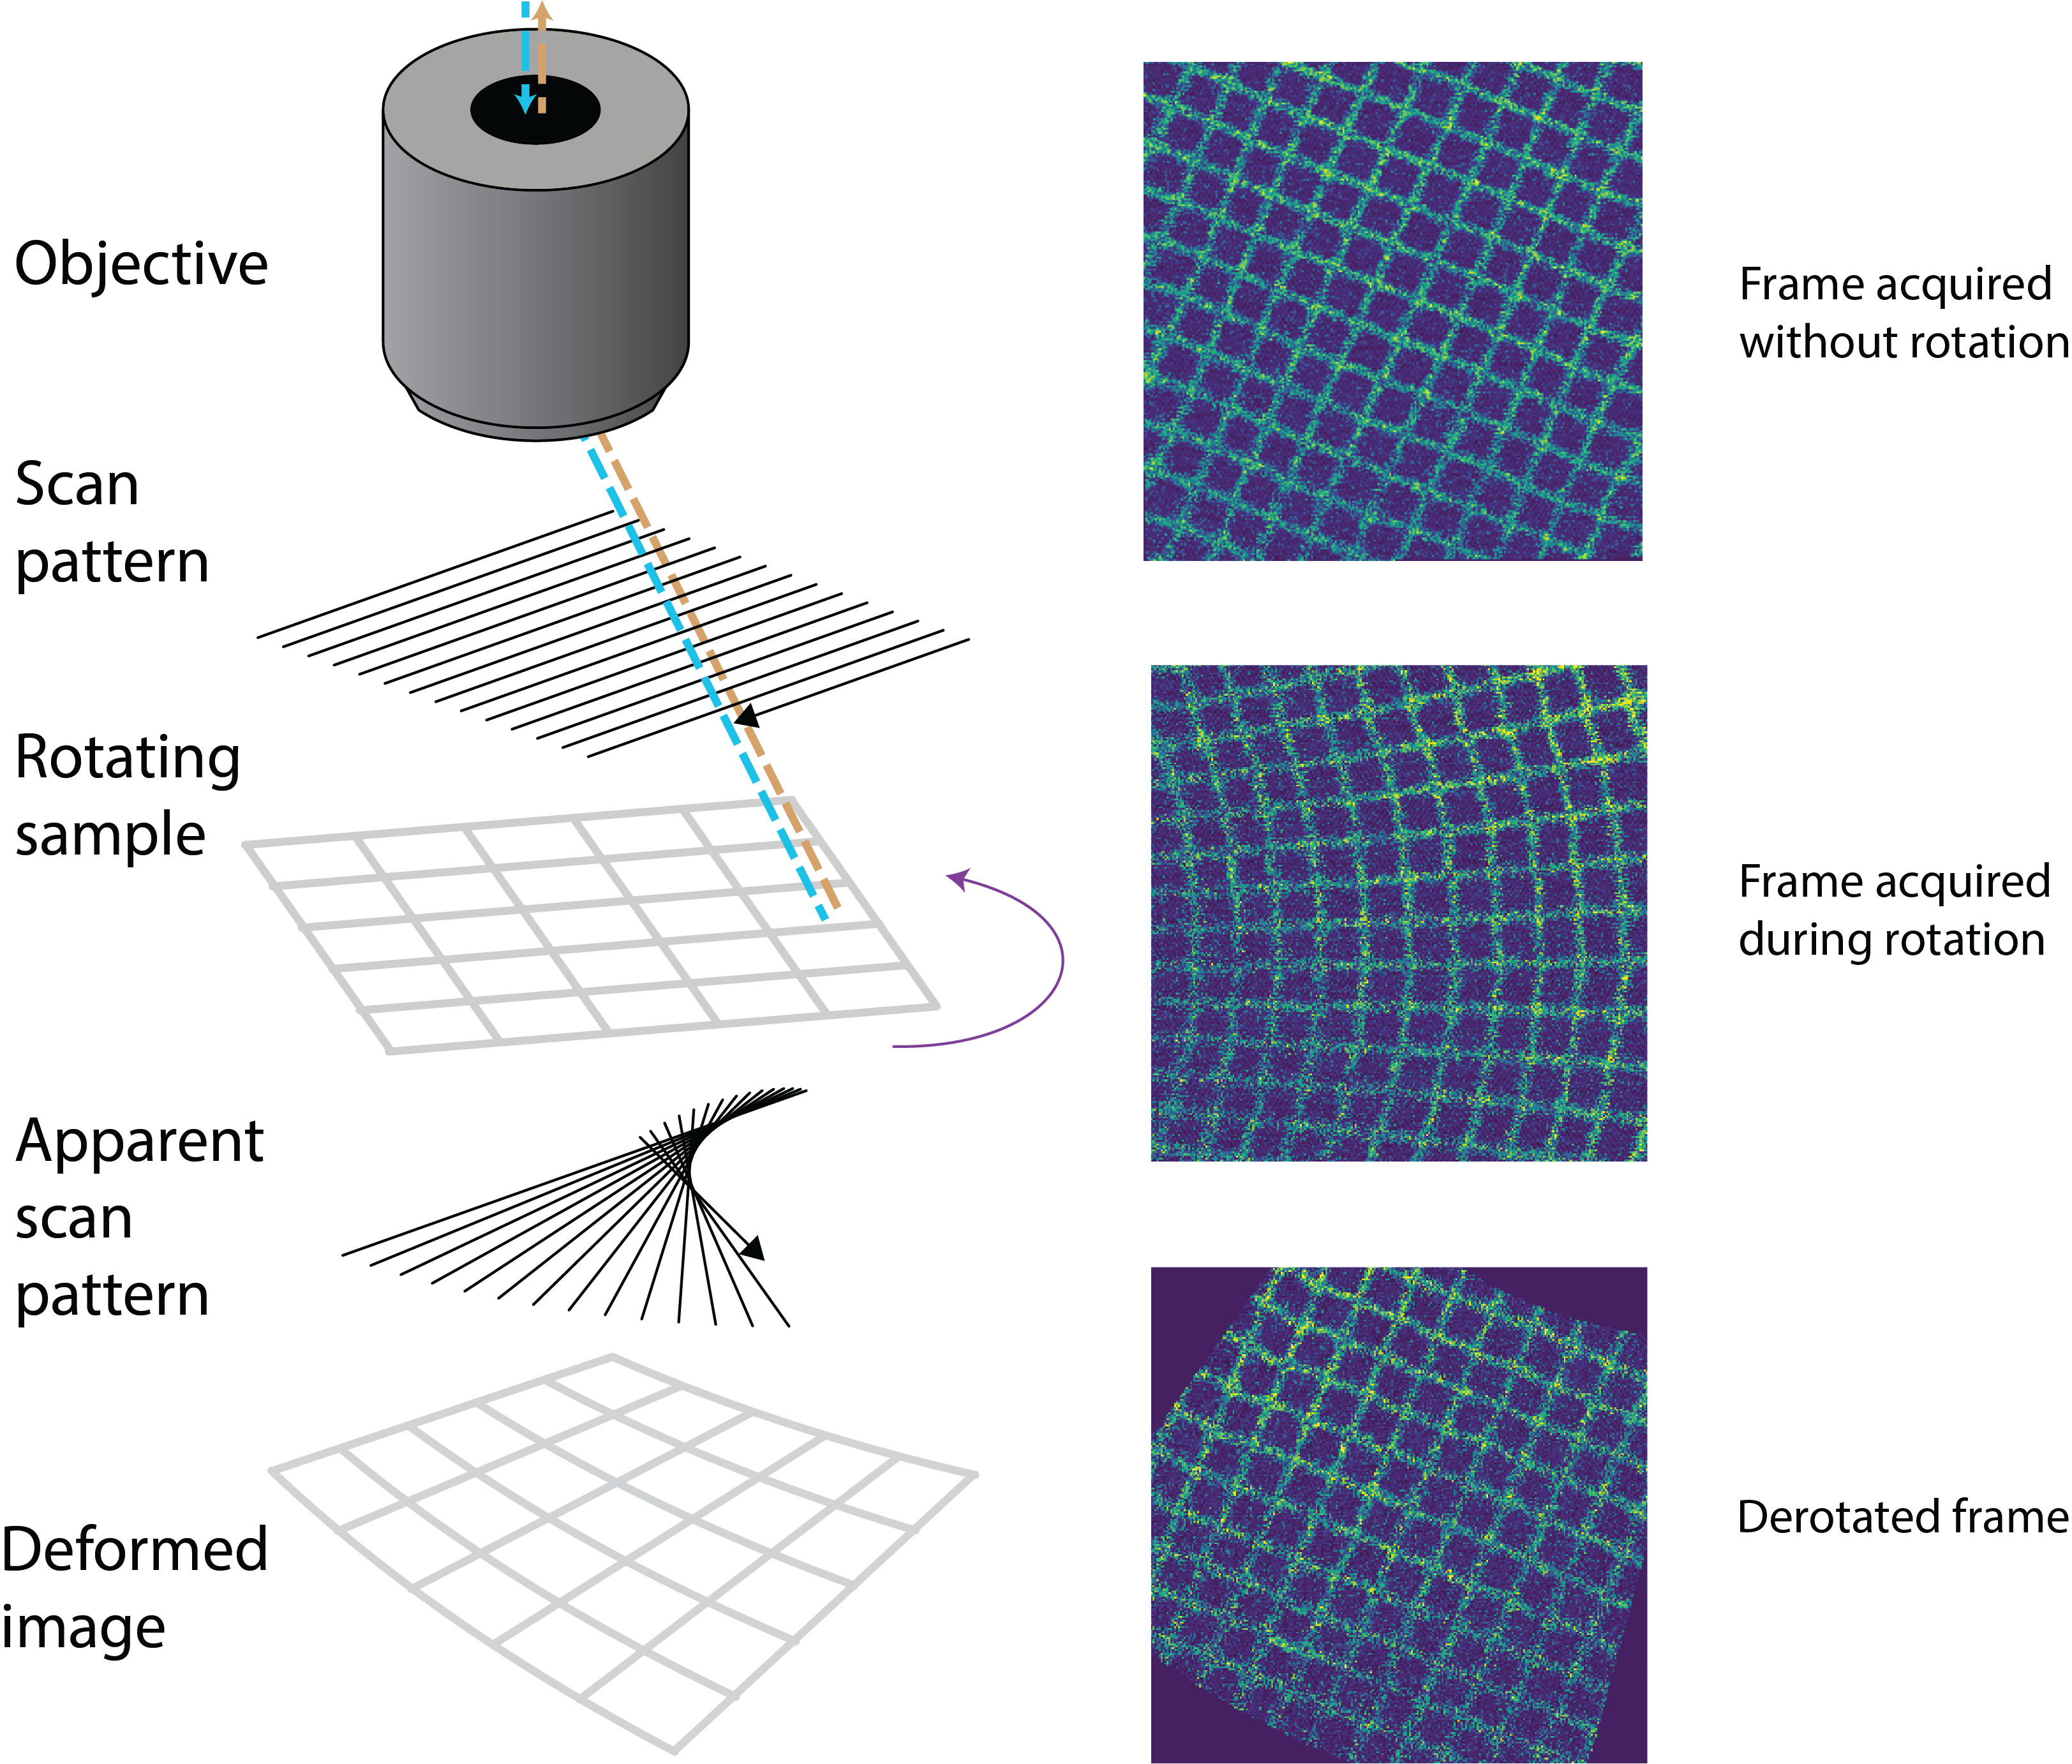 Objective
Scan
pattern
Rotating
sample
Apparent
scan
pattern
Deformed
image
Frame acquired
without rotation
Frame acquired
during rotation
Derotated frame